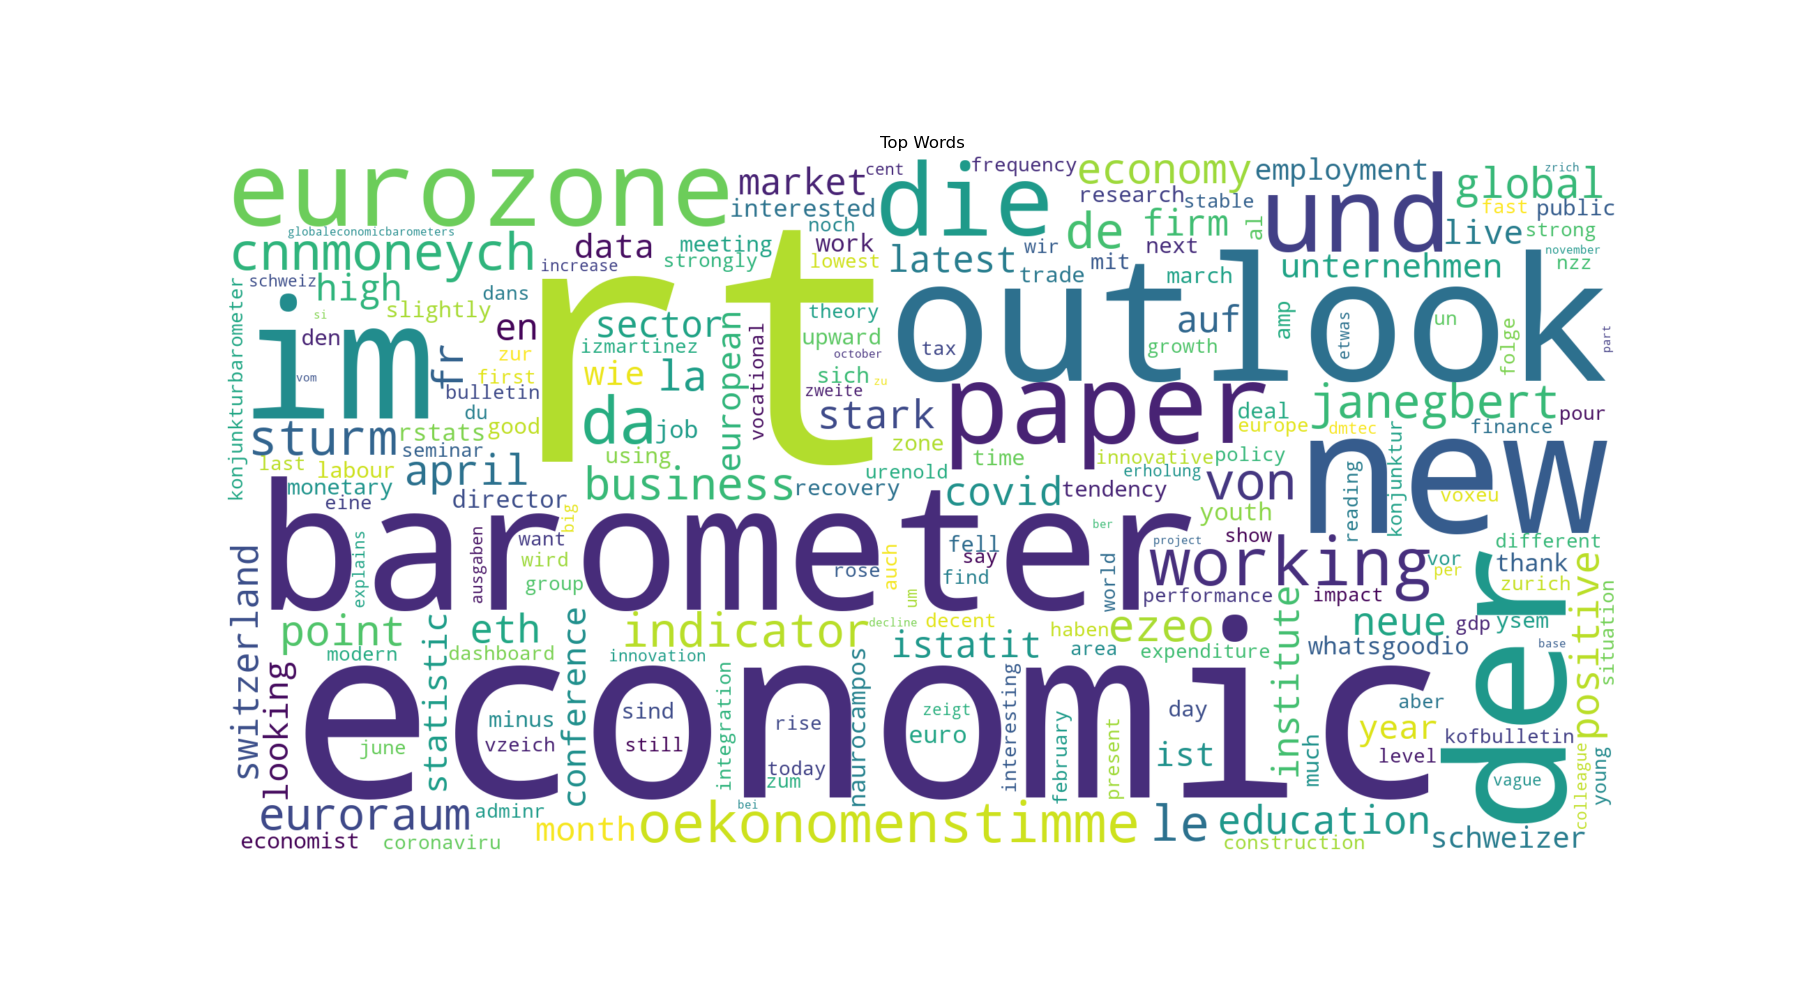 Top Words
eurozone
market
cent
die
frequency
economy
employment
global
zrich
interested
research
stable
und
fast
public
globaleconomicbarometers
noch
cnnmoneych
data
meeting
work
de
firm
al
live
strong
strongly
lowest
latest
wir
next
november
increase
mit
unternehmen
nzz
schweiz
high
dans
trade
march
konjunkturbarometer
slightly
rt
outlook
si
im
den
en
sector
european
theory
auf
amp
etwas
un
folge
part
fr
zur
izmartinez
vocational
upward
october
tax
growth
vom
first
wie
la
sich
zu
bulletin
zweite
paper
janegbert
du
da
stark
deal
pour
sturm
rstats
good
job
europe
dmtec
finance
seminar
zone
new
last
labour
april
using
time
innovative
policy
konjunktur
monetary
business
urenold
erholung
reading
voxeu
director
recovery
covid
tendency
von
eine
big
youth
barometer
ber
explains
ausgaben
want
fell
project
show
different
wird
say
working
vor
thank
switzerland
group
rose
auch
find
world
per
zurich
um
performance
impact
der
positive
situation
point
statistic
eth
conference
indicator
decline
decent
haben
ezeo
institute
neue
gdp
ysem
istatit
area
expenditure
whatsgoodio
base
modern
dashboard
innovation
looking
economic
integration
naurocampos
interesting
minus
sind
zeigt
day
aber
june
vzeich
still
rise
euro
year
kofbulletin
february
present
ist
much
level
colleague
young
today
zum
vague
euroraum
adminr
bei
month
oekonomenstimme
le
education
economist
coronaviru
construction
schweizer